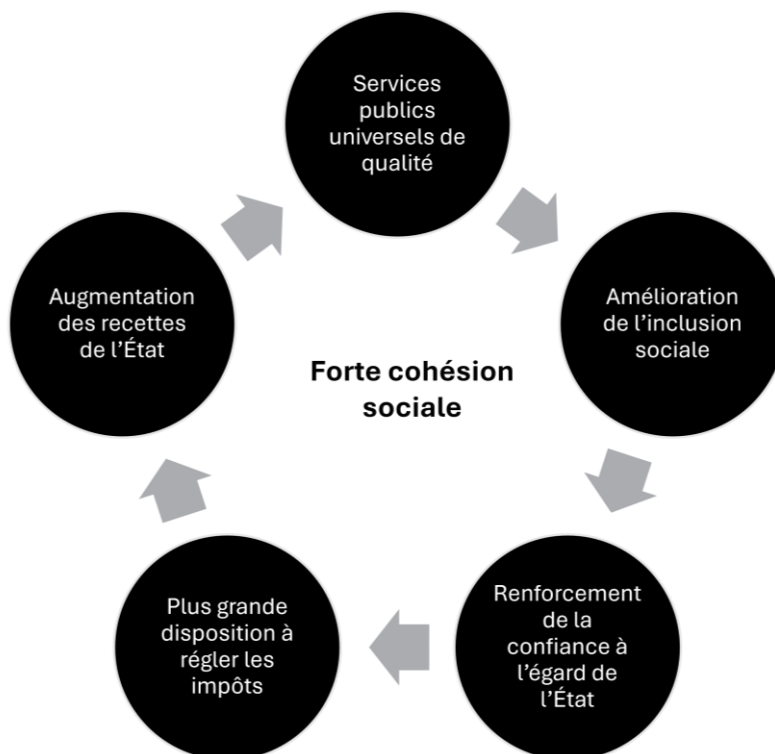 Services
publics
universels de
qualité
Amélioration
de l’inclusion
sociale
Renforcement
de la
confiance à
l’égard de
l’État
Plus grande
disposition à
régler les
impôts
Augmentation
des recettes
de l’État
Forte cohésion
sociale